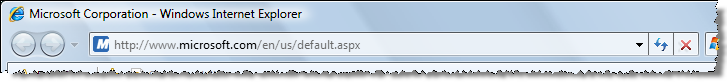 Microsoft Corporation - Windows Internet Explorer
M http://www.microsoft.com/en/us/default.aspx